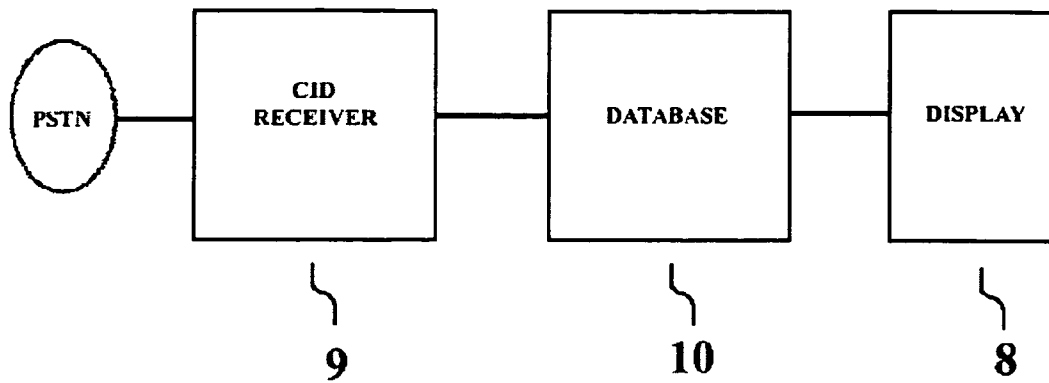 PSTN
CID
RECEIVER
DATABASE
DISPLAY
9
10
8